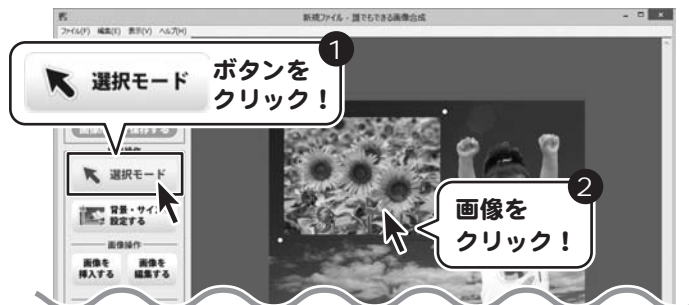 新規ファイル - 誰でもできる画像合成
ファイル(F) 編集(E) 表示(V) ヘルプ(H)
1
選択モード
ボタンを
クリック！
選択モード
背景・サイズ
設定する
画像操作
画像を
挿入する
画像を
編集する
2
画像を
クリック！